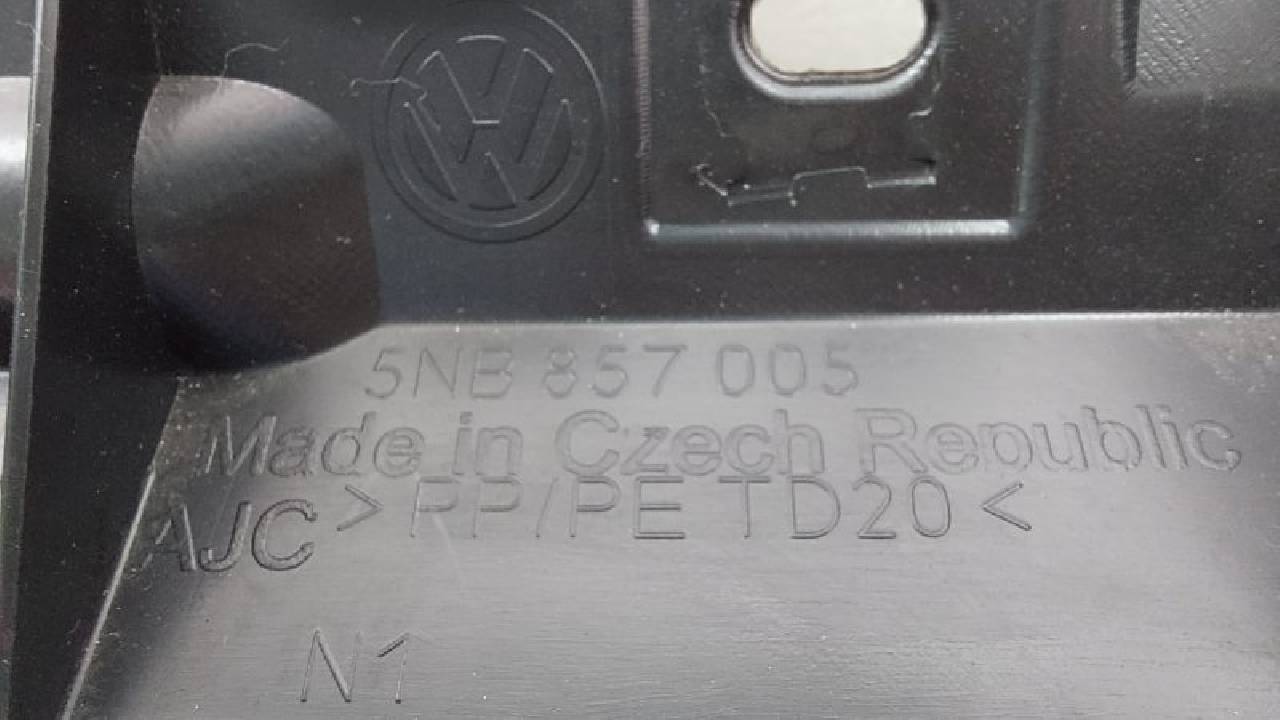 5NB 857 005
Made in Czech Republic
AJC >PP/PE TD20<
N1